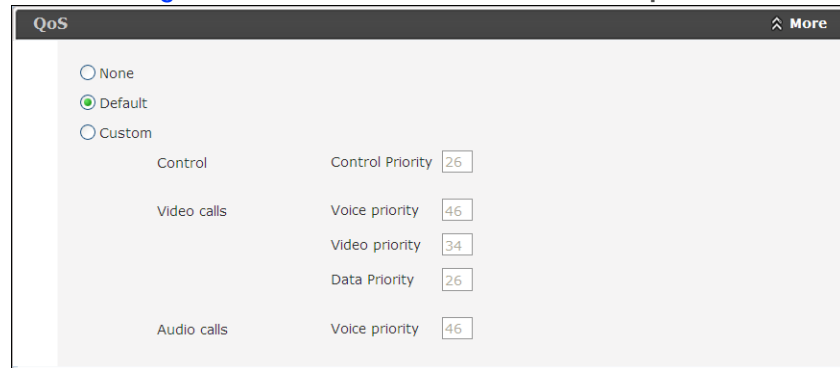 QoS More
None
Default
Custom
Control Control Priority 26
Video calls Voice priority 46
Video priority 34
Data Priority 26
Audio calls Voice priority 46